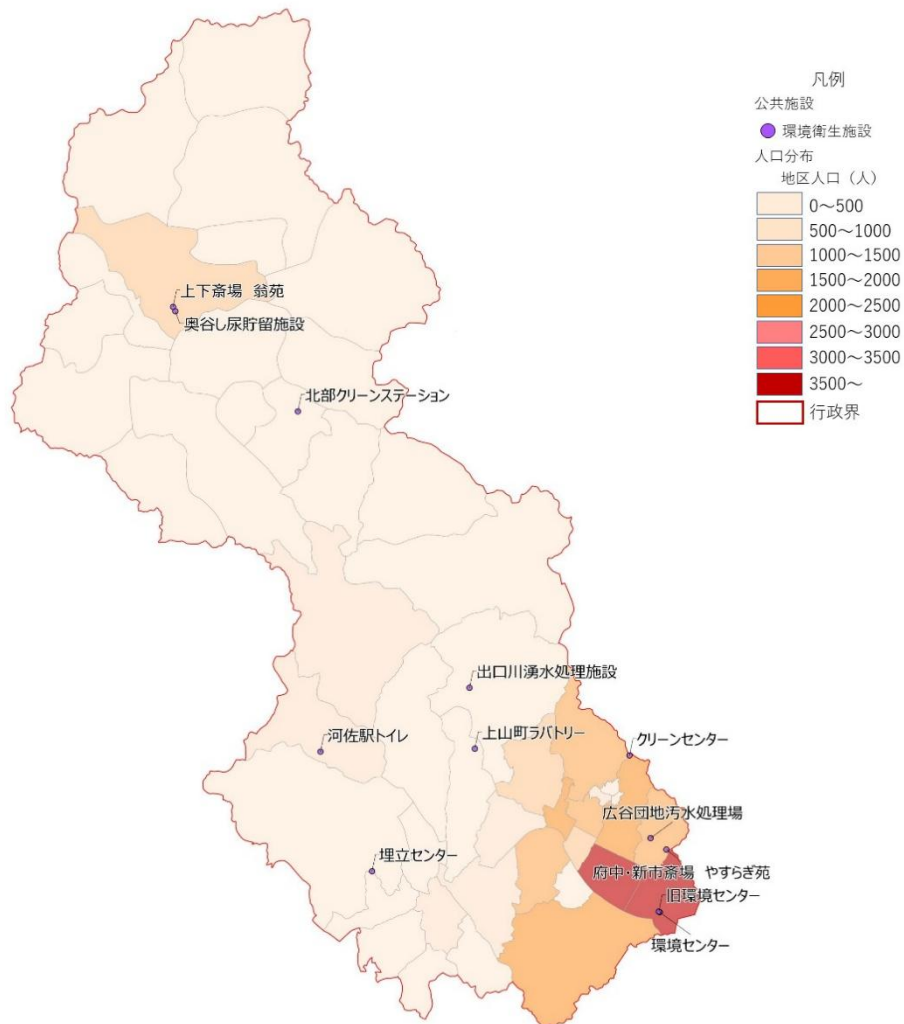 凡例
公共施設
環境衛生施設
人口分布
地区人口（人）
0～500
500～1000
1000～1500
1500～2000
2000～2500
2500～3000
3000～3500
3500～
行政界
上下斎場　翁苑
奥谷し尿貯留施設
北部クリーンステーション
出口川湧水処理施設
河佐駅トイレ
上山町ラバトリー
クリーンセンター
広谷団地汚水処理場
埋立センター
府中・新市斎場　やすらぎ苑
旧環境センター
環境センター